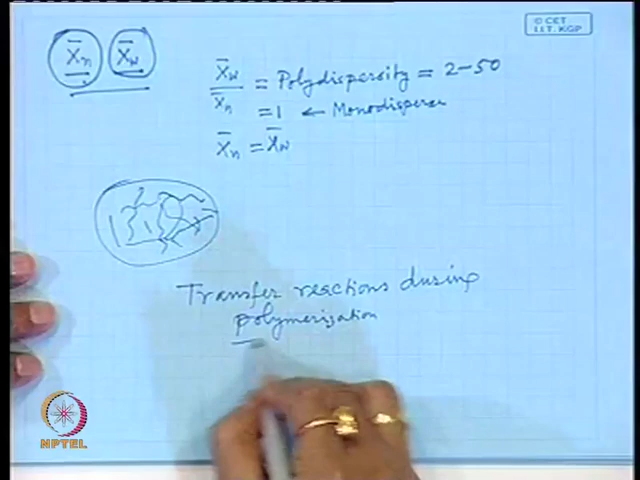 © CET
I.I.T. KGP
X̄n X̄w
X̄w / X̄n = Polydispersity = 2-50
= 1 ← Monodisperse
X̄n = X̄w
Transfer reactions during
polymerization
NPTEL